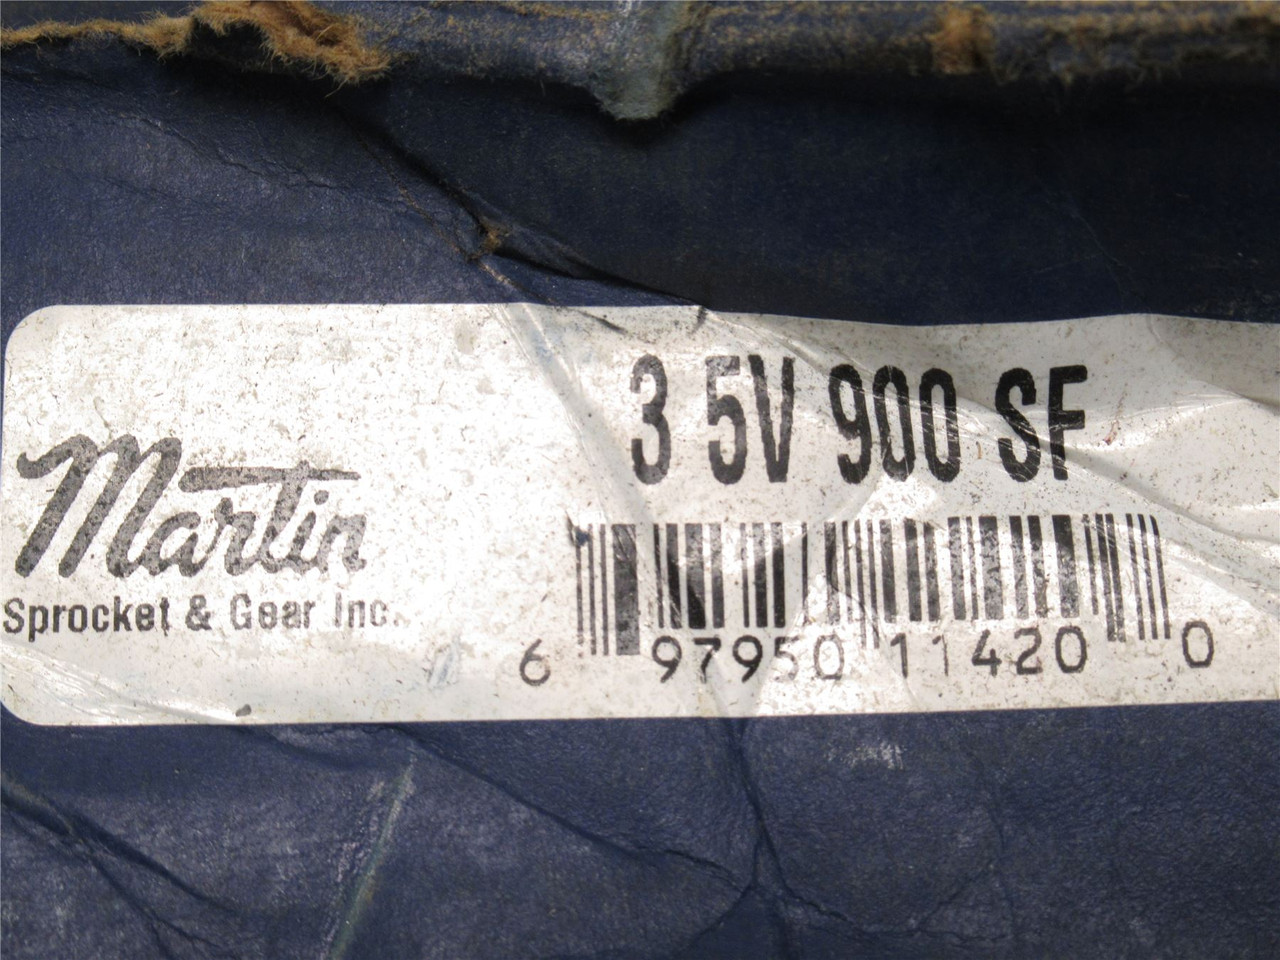 3 5V 900 SF
Martin
Sprocket & Gear Inc.
6 97950 11420 0